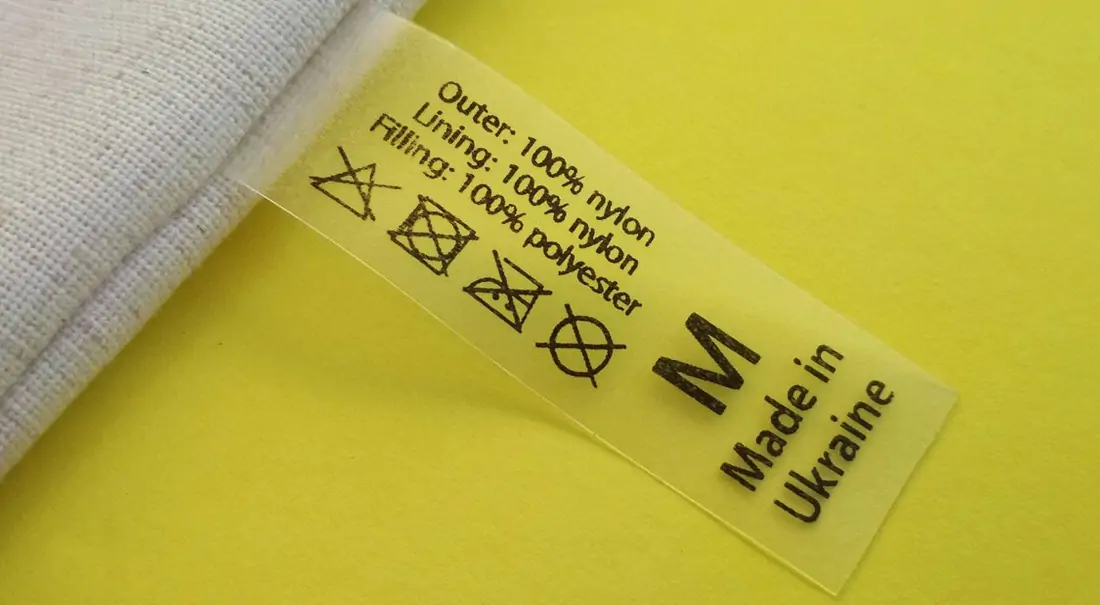 Outer: 100% nylon
Lining: 100% nylon
Filling: 100% polyester
M
Made in
Ukraine